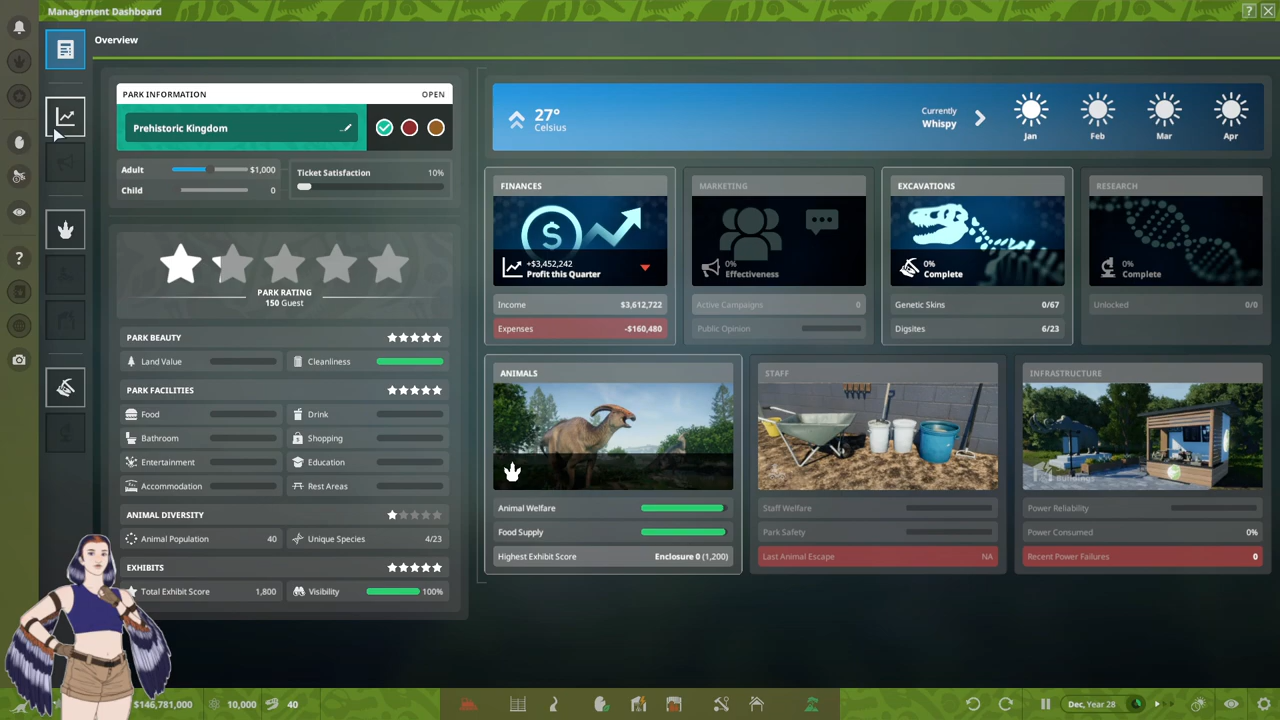 Management Dashboard
?
Overview
PARK INFORMATION
OPEN
Prehistoric Kingdom
Adult
$1,000
Child
0
Ticket Satisfaction
10%
PARK RATING
150 Guest
PARK BEAUTY
Land Value
Cleanliness
PARK FACILITIES
Food
Drink
Bathroom
Shopping
Entertainment
Education
Accommodation
Rest Areas
ANIMAL DIVERSITY
Animal Population
40
Unique Species
4/23
EXHIBITS
Total Exhibit Score
1,800
Visibility
100%
27°
Celsius
Currently
Whispy
Jan
Feb
Mar
Apr
FINANCES
+$3,452,242
Profit this Quarter
Income
$3,612,722
Expenses
-$160,480
MARKETING
0%
Effectiveness
Active Campaigns
0
Public Opinion
EXCAVATIONS
0%
Complete
Genetic Skins
0/67
Digsites
6/23
RESEARCH
0%
Complete
Unlocked
0/0
ANIMALS
Animal Welfare
Food Supply
Highest Exhibit Score
Enclosure 0 (1,200)
STAFF
Staff Welfare
Park Safety
Last Animal Escape
NA
INFRASTRUCTURE
Buildings
Power Reliability
Power Consumed
0%
Recent Power Failures
0
?
$146,781,000
10,000
40
Dec, Year 28